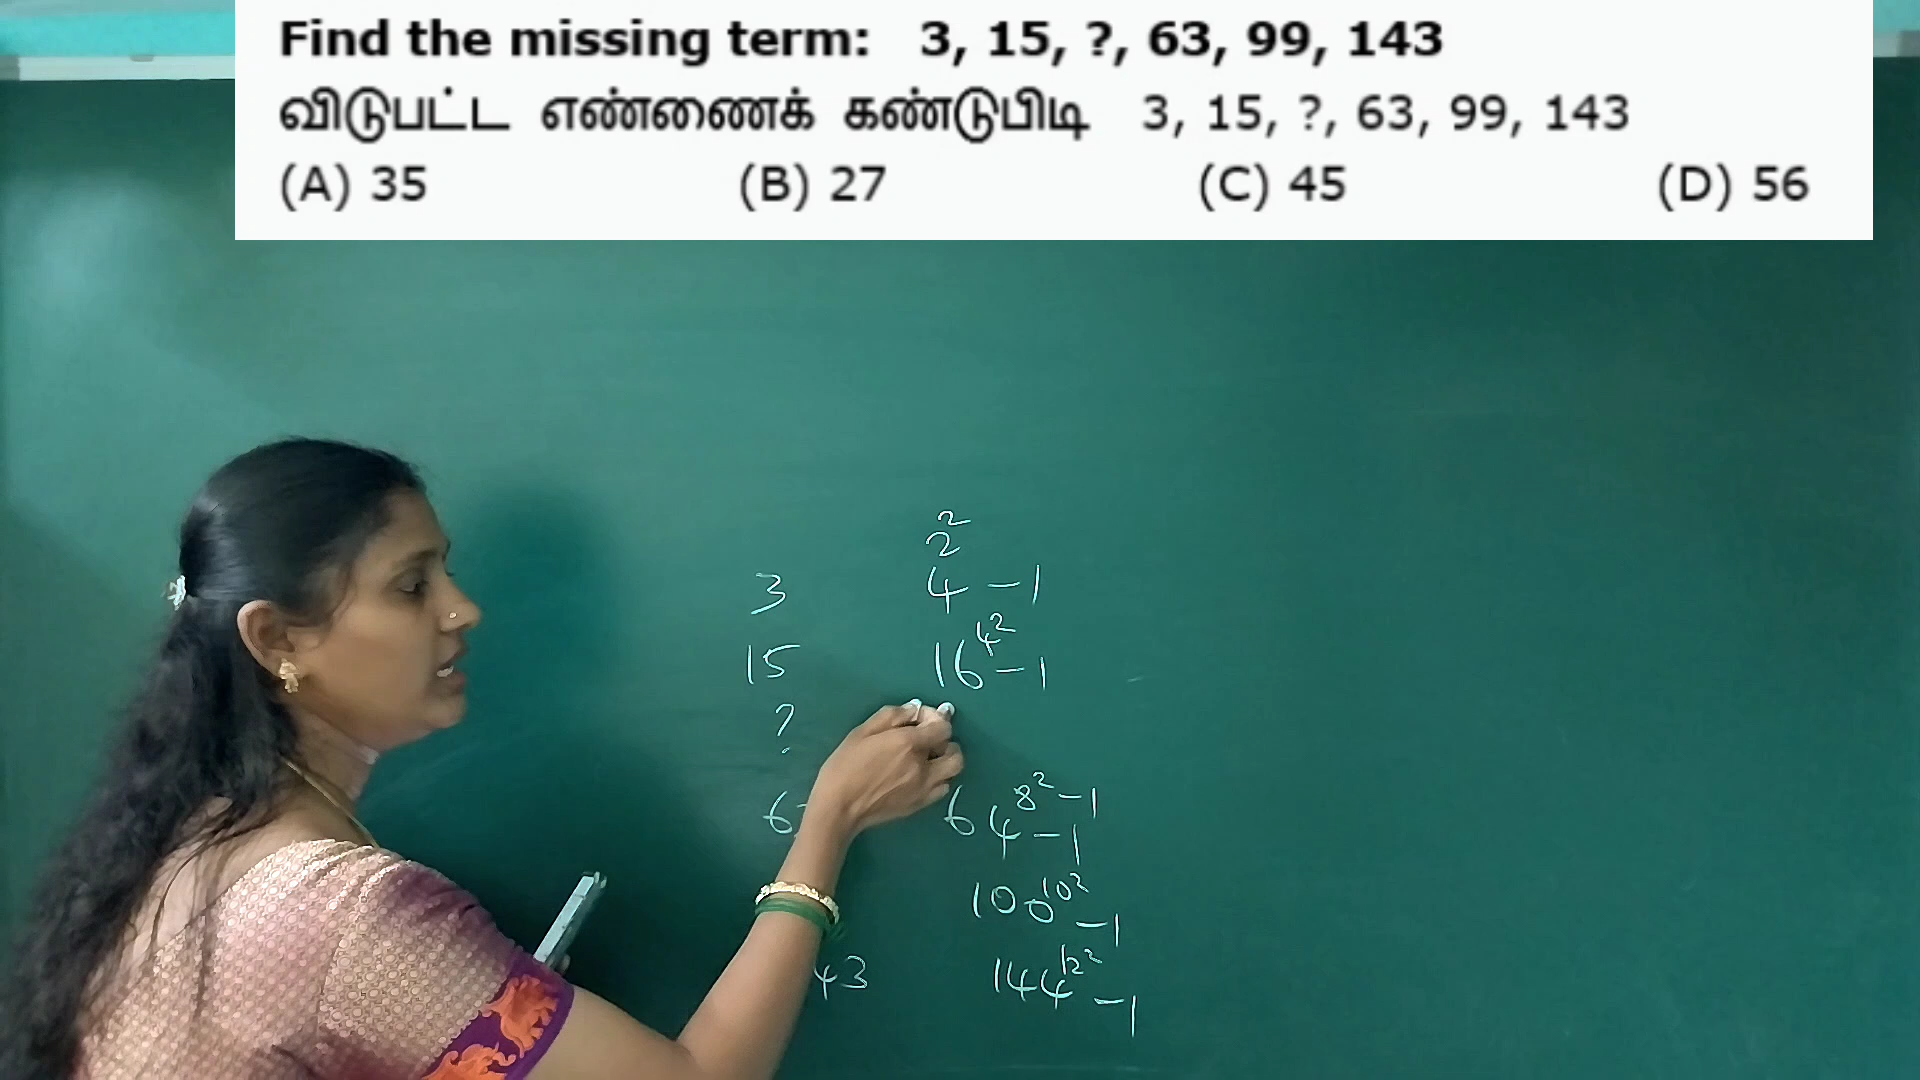 Find the missing term: 3, 15, ?, 63, 99, 143
விடுபட்ட எண்ணைக் கண்டுபிடி 3, 15, ?, 63, 99, 143
(A) 35 (B) 27 (C) 45 (D) 56
2²
3 4 - 1
15 16 4² - 1
?
6 64 8² - 1 - 1
100 10² - 1
43 144 12² - 1